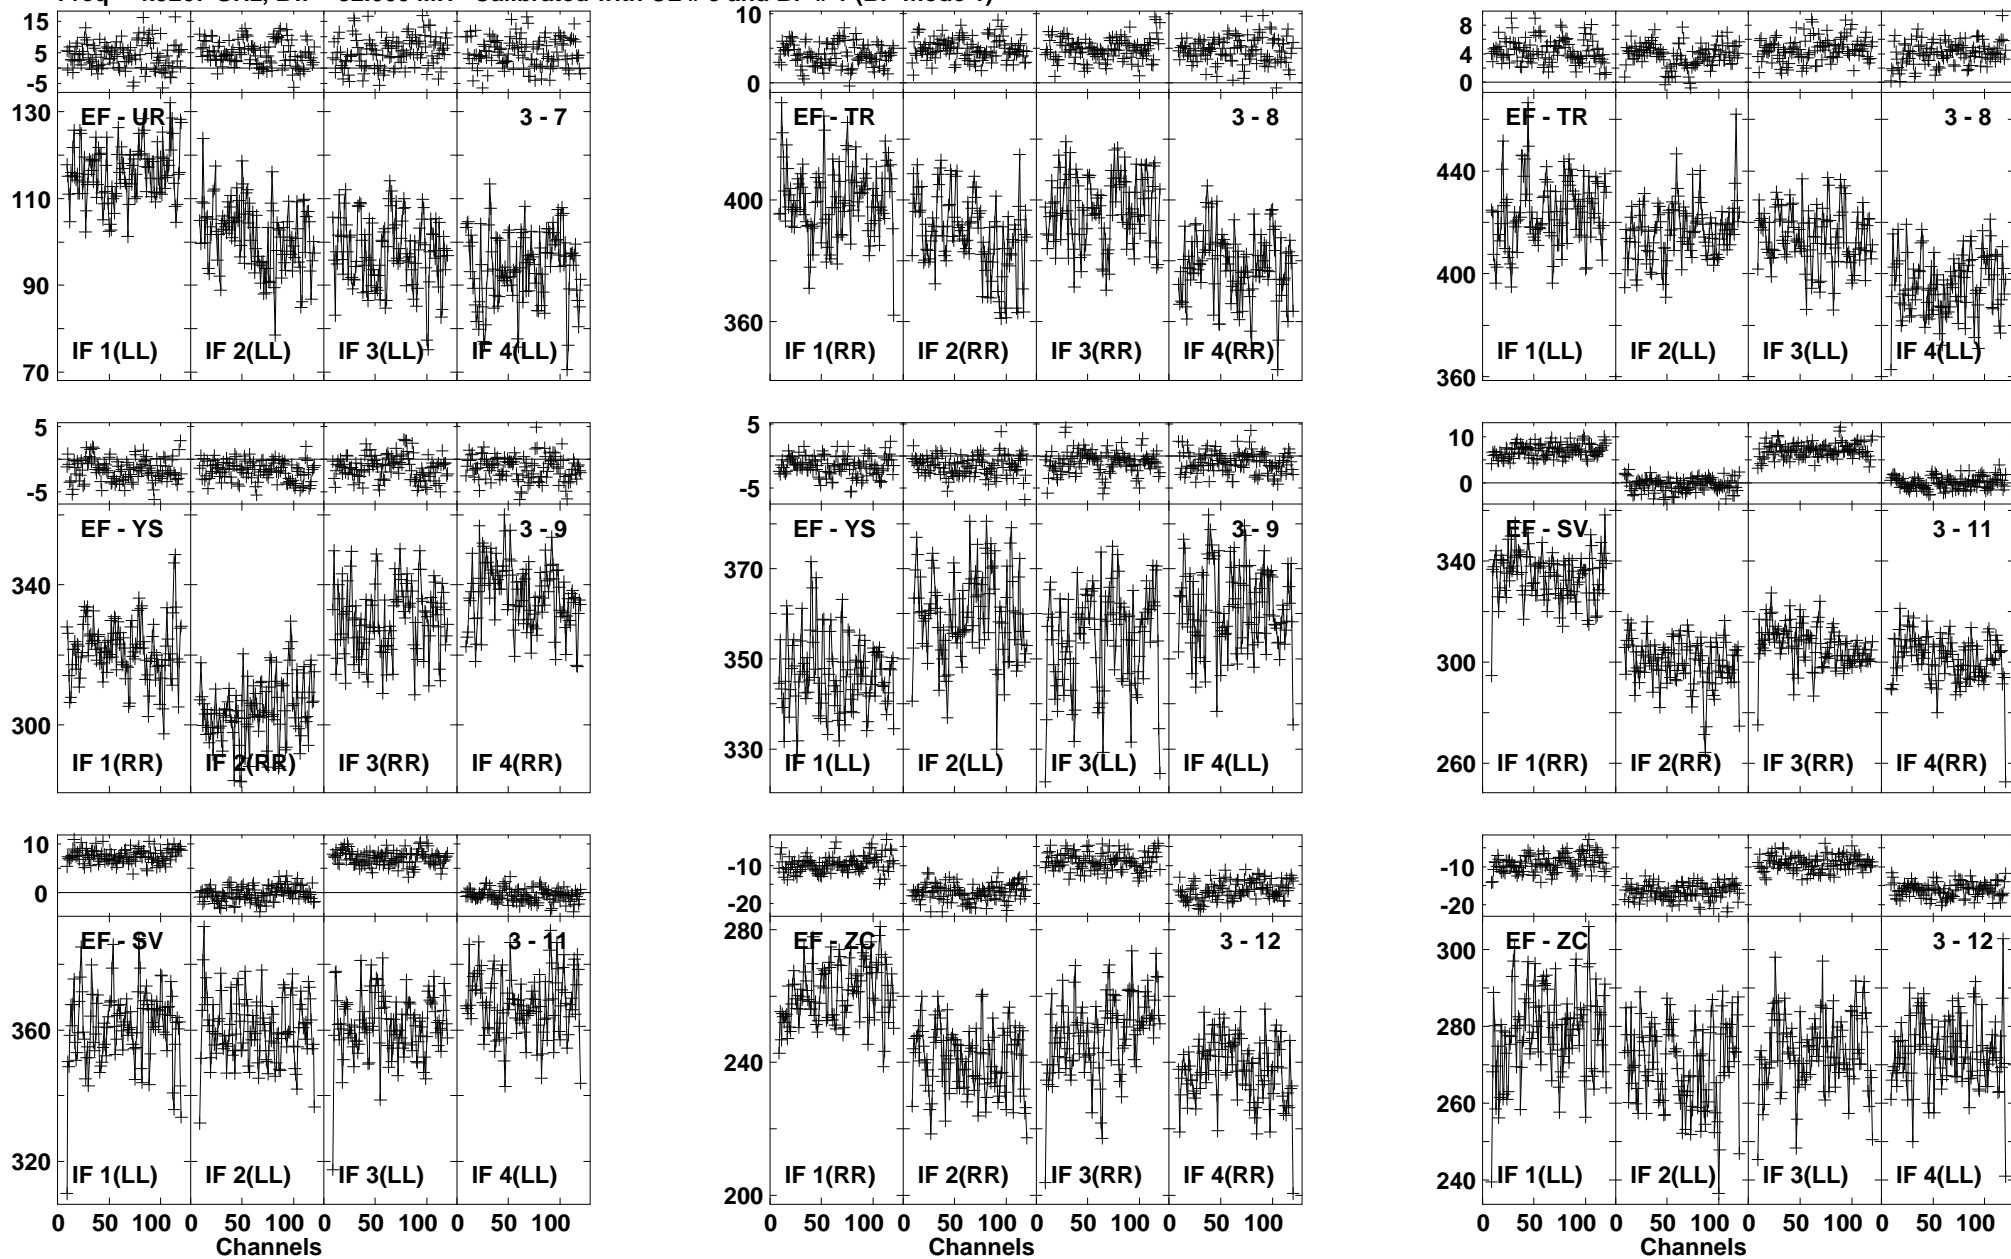 15
5
-5
EF - UR
3 - 7
130
110
90
70
IF 1(LL)
IF 2(LL)
IF 3(LL)
IF 4(LL)
10
0
EF - TR
3 - 8
400
360
IF 1(RR)
IF 2(RR)
IF 3(RR)
IF 4(RR)
8
4
0
EF - TR
3 - 8
440
400
360
IF 1(LL)
IF 2(LL)
IF 3(LL)
IF 4(LL)
5
-5
EF - YS
3 - 9
340
300
IF 1(RR)
IF 2(RR)
IF 3(RR)
IF 4(RR)
5
-5
EF - YS
3 - 9
370
350
330
IF 1(LL)
IF 2(LL)
IF 3(LL)
IF 4(LL)
10
0
EF - SV
3 - 11
340
300
260
IF 1(RR)
IF 2(RR)
IF 3(RR)
IF 4(RR)
10
0
EF - SV
3 - 11
360
320
IF 1(LL)
IF 2(LL)
IF 3(LL)
IF 4(LL)
0 50 100 0 50 100 0 50 100 0 50 100
Channels
-10
-20
EF - ZC
3 - 12
280
240
200
IF 1(RR)
IF 2(RR)
IF 3(RR)
IF 4(RR)
0 50 100 0 50 100 0 50 100 0 50 100
Channels
-10
-20
EF - ZC
3 - 12
300
280
260
240
IF 1(LL)
IF 2(LL)
IF 3(LL)
IF 4(LL)
0 50 100 0 50 100 0 50 100 0 50 100
Channels